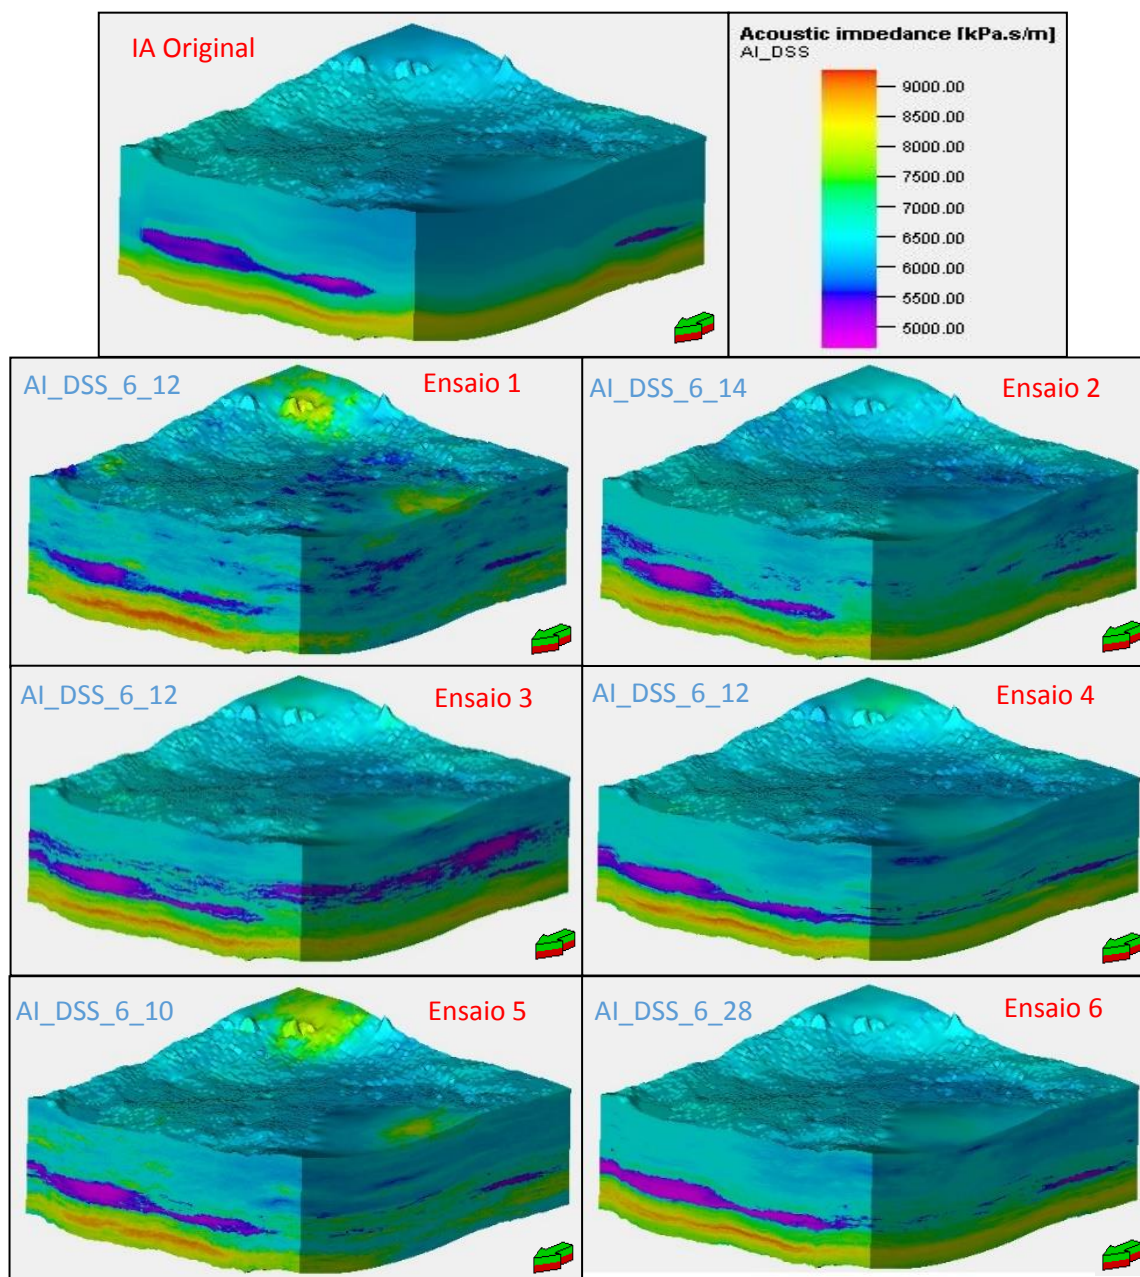 IA Original
Acoustic impedance [kPa.s/m]
AI_DSS
9000.00
8500.00
8000.00
7500.00
7000.00
6500.00
6000.00
5500.00
5000.00
AI_DSS_6_12
Ensaio 1
AI_DSS_6_14
Ensaio 2
AI_DSS_6_12
Ensaio 3
AI_DSS_6_12
Ensaio 4
AI_DSS_6_10
Ensaio 5
AI_DSS_6_28
Ensaio 6